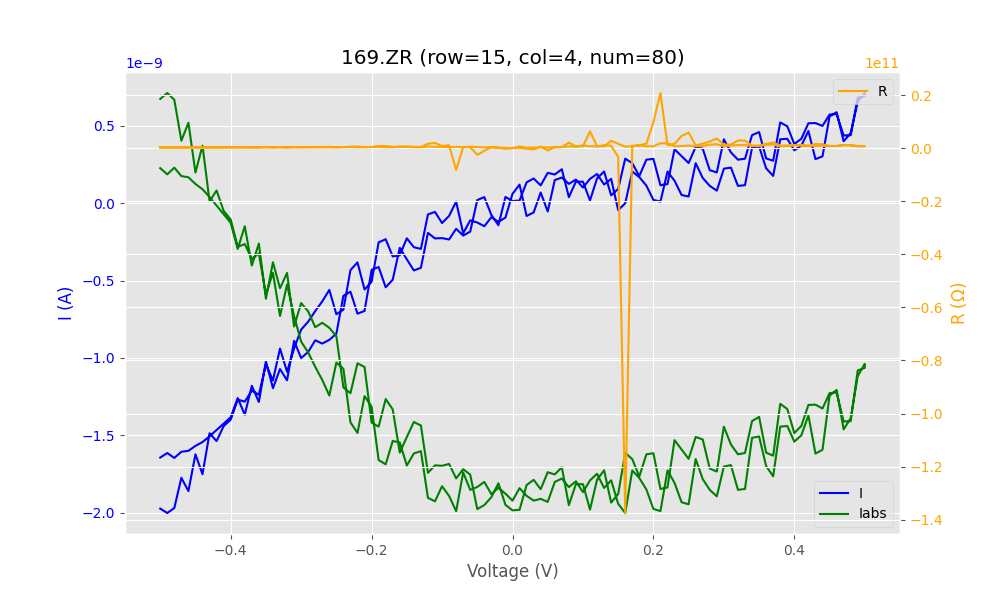 169.ZR (row=15, col=4, num=80)
1e−9
1e11
R
0.5
0.0
−0.5
−1.0
−1.5
−2.0
I (A)
0.2
0.0
−0.2
−0.4
−0.6
−0.8
−1.0
−1.2
−1.4
R (Ω)
I
Iabs
−0.4
−0.2
0.0
0.2
0.4
Voltage (V)